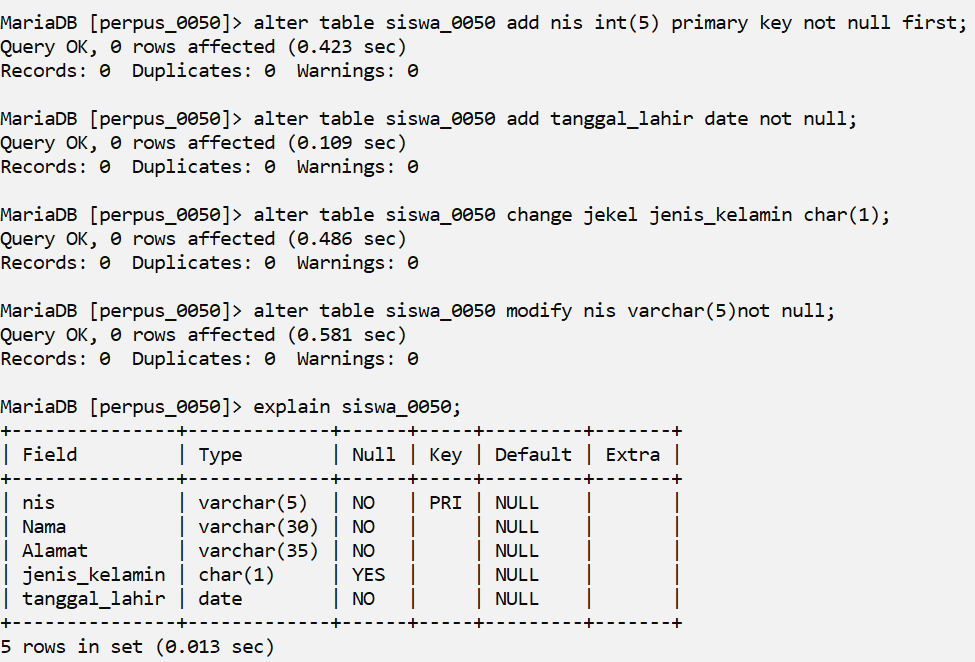 MariaDB [perpus_0050]> alter table siswa_0050 add nis int(5) primary key not null first;
Query OK, 0 rows affected (0.423 sec)
Records: 0  Duplicates: 0  Warnings: 0

MariaDB [perpus_0050]> alter table siswa_0050 add tanggal_lahir date not null;
Query OK, 0 rows affected (0.109 sec)
Records: 0  Duplicates: 0  Warnings: 0

MariaDB [perpus_0050]> alter table siswa_0050 change jekel jenis_kelamin char(1);
Query OK, 0 rows affected (0.486 sec)
Records: 0  Duplicates: 0  Warnings: 0

MariaDB [perpus_0050]> alter table siswa_0050 modify nis varchar(5)not null;
Query OK, 0 rows affected (0.581 sec)
Records: 0  Duplicates: 0  Warnings: 0

MariaDB [perpus_0050]> explain siswa_0050;
+---------------+-------------+------+-----+---------+-------+
| Field         | Type        | Null | Key | Default | Extra |
+---------------+-------------+------+-----+---------+-------+
| nis           | varchar(5)  | NO   | PRI | NULL    |       |
| Nama          | varchar(30) | NO   |     | NULL    |       |
| Alamat        | varchar(35) | NO   |     | NULL    |       |
| jenis_kelamin | char(1)     | YES  |     | NULL    |       |
| tanggal_lahir | date        | NO   |     | NULL    |       |
+---------------+-------------+------+-----+---------+-------+
5 rows in set (0.013 sec)